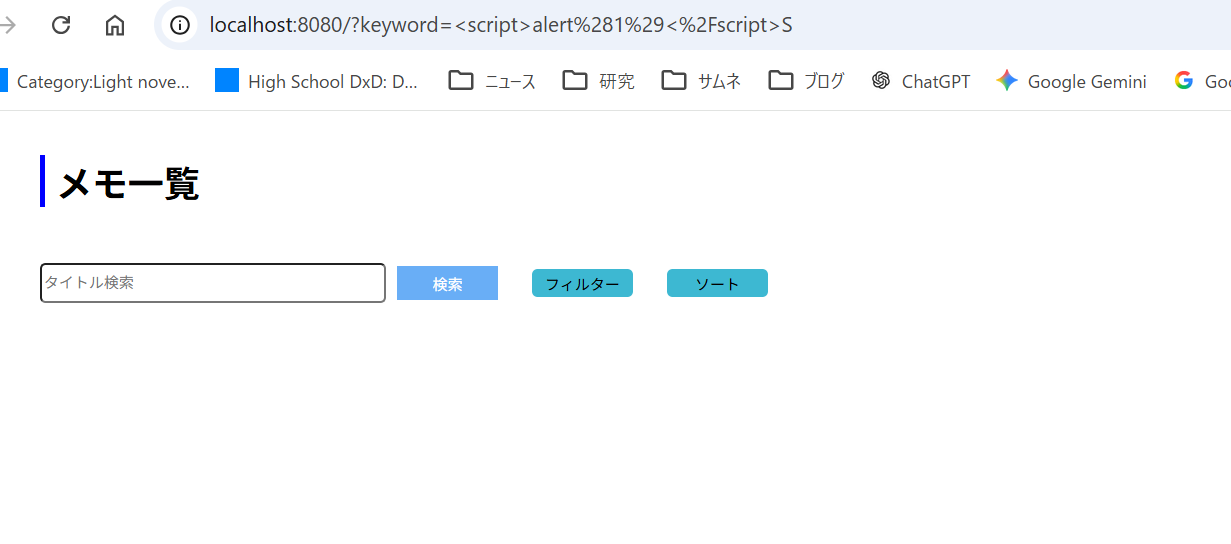 localhost:8080/?keyword=<script>alert%281%29<%2Fscript>S
Category:Light nove... High School DxD: D... ニュース 研究 サムネ ブログ ChatGPT Google Gemini Goo
メモ一覧
タイトル検索 検索 フィルター ソート